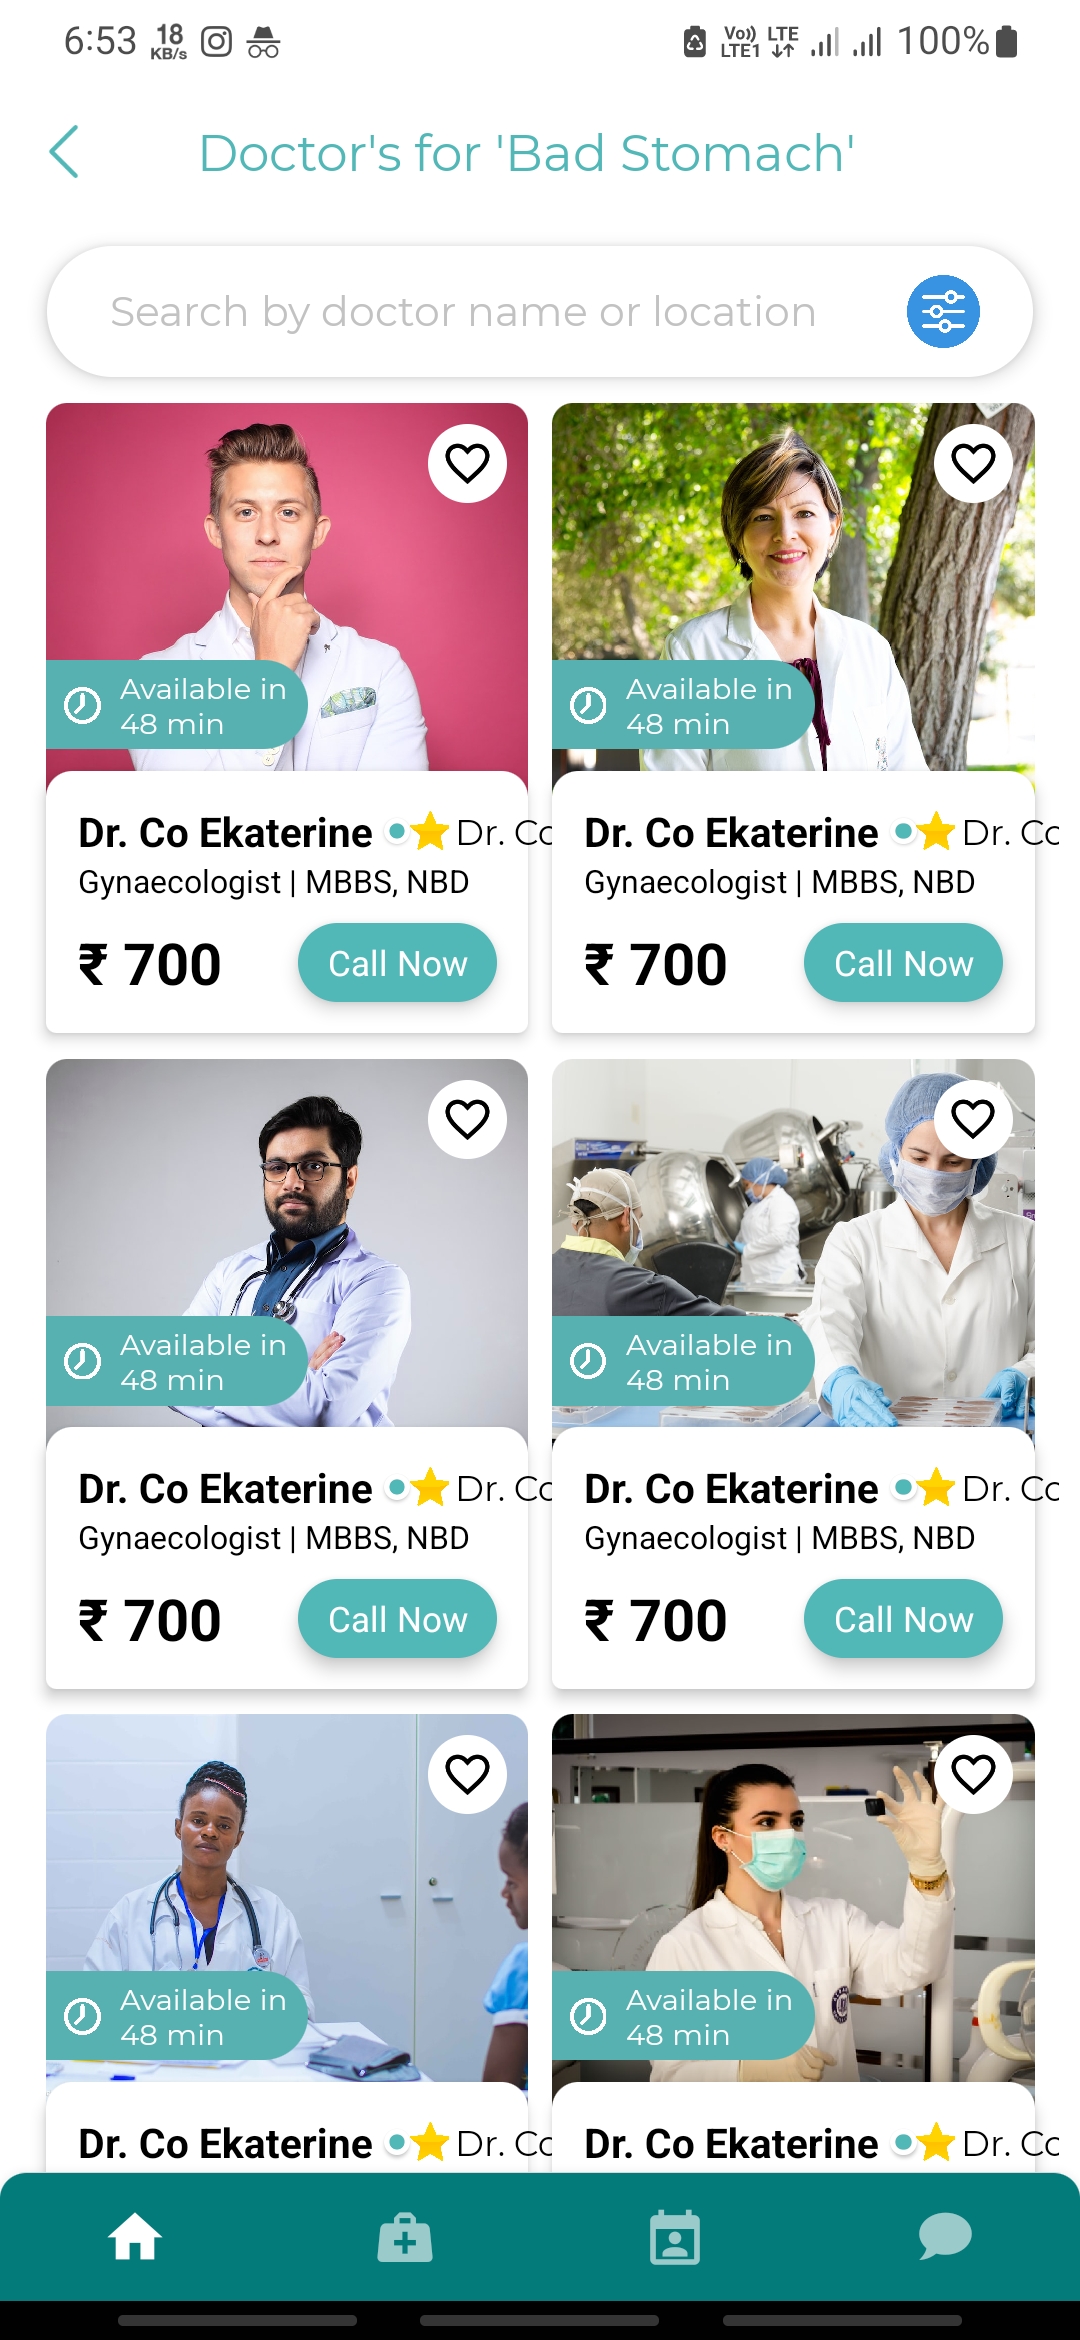 6:53 18 KB/s Vo)) LTE1 LTE 100%
Doctor's for 'Bad Stomach'
Search by doctor name or location
Available in
48 min
Available in
48 min
Dr. Co Ekaterine Dr. Co
Dr. Co Ekaterine Dr. Co
Gynaecologist | MBBS, NBD
Gynaecologist | MBBS, NBD
₹ 700 Call Now
₹ 700 Call Now
Available in
48 min
Available in
48 min
Dr. Co Ekaterine Dr. Co
Dr. Co Ekaterine Dr. Co
Gynaecologist | MBBS, NBD
Gynaecologist | MBBS, NBD
₹ 700 Call Now
₹ 700 Call Now
Available in
48 min
Available in
48 min
Dr. Co Ekaterine Dr. Co
Dr. Co Ekaterine Dr. Co